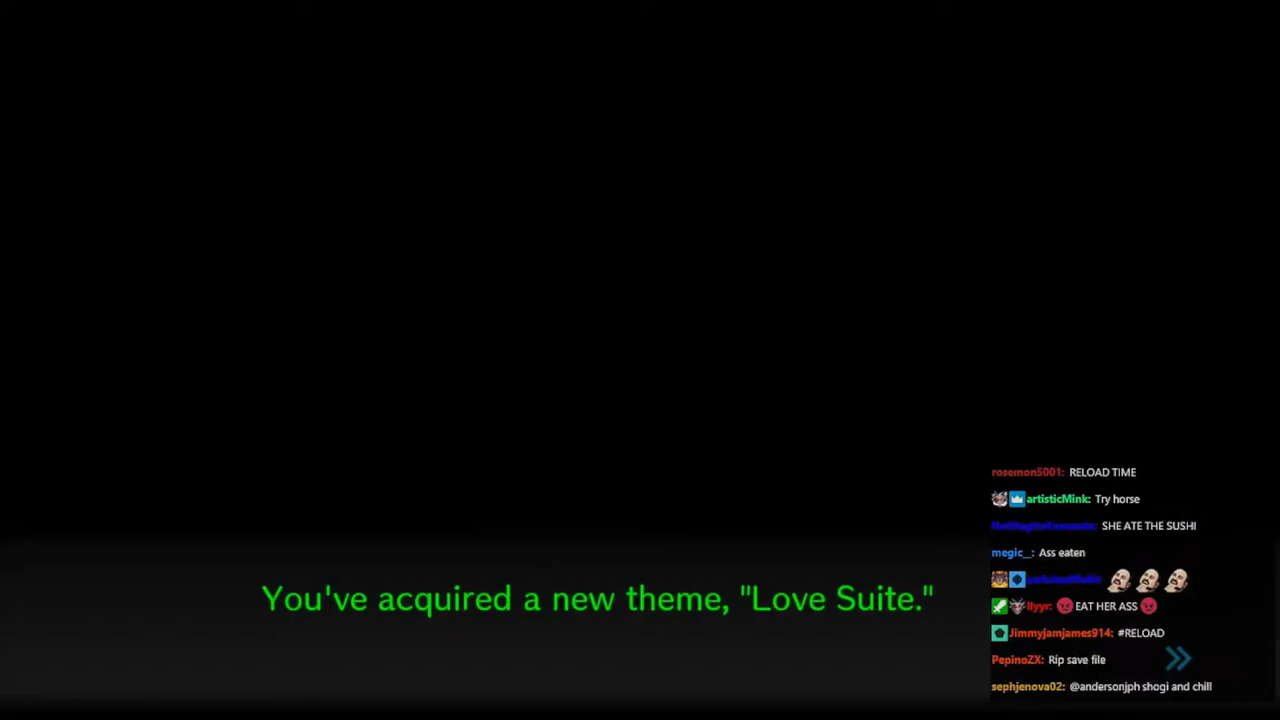 You've acquired a new theme, "Love Suite."
rosemon5001: RELOAD TIME
artisticMink: Try horse
SHE ATE THE SUSHI
megic__: Ass eaten
llyyr: EAT HER ASS
Jimmyjamjames914: #RELOAD
PepinoZX: Rip save file
sephjenova02: @andersonjph shogi and chill